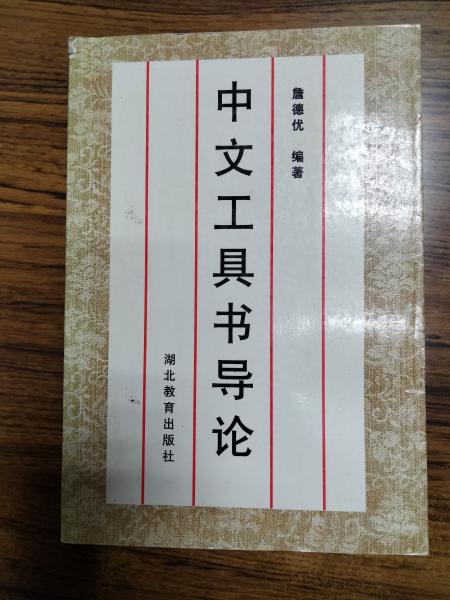 詹德优 编著
中文工具书导论
湖北教育出版社